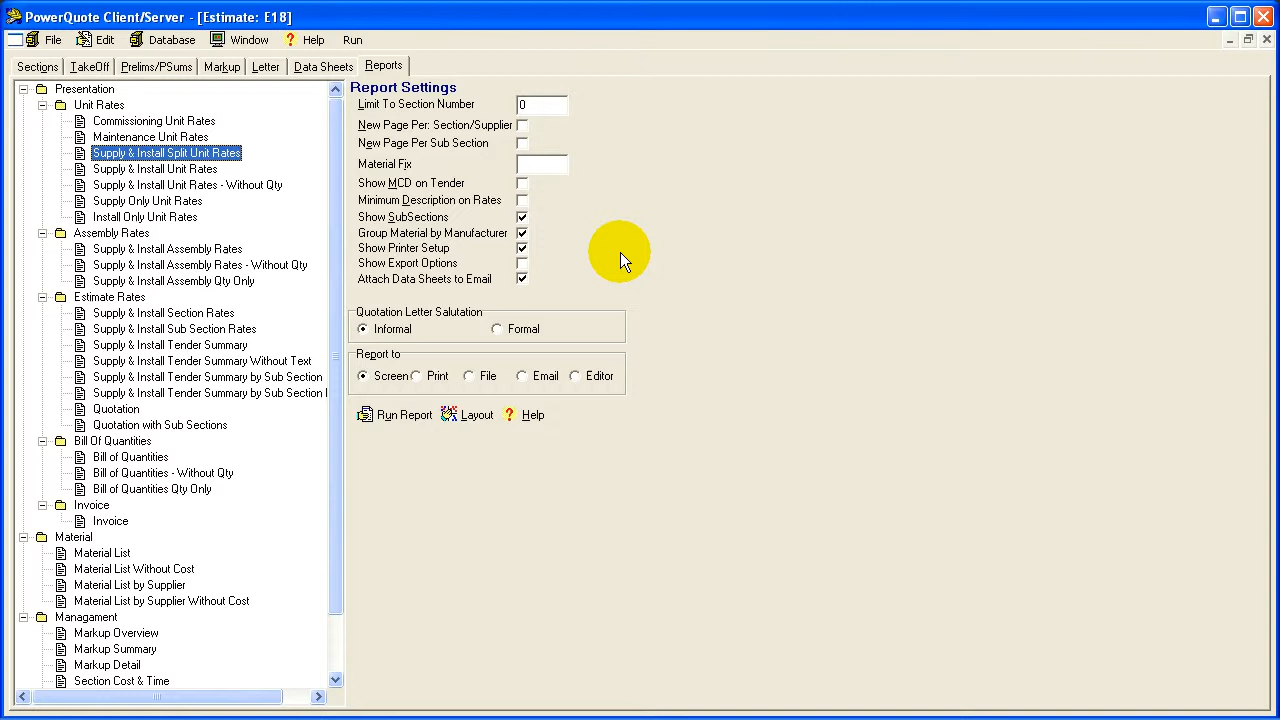 PowerQuote Client/Server - [Estimate: E18]
File Edit Database Window Help Run
Sections TakeOff Prelims/PSums Markup Letter Data Sheets Reports
Presentation
Unit Rates
Commissioning Unit Rates
Maintenance Unit Rates
Supply & Install Split Unit Rates
Supply & Install Unit Rates
Supply & Install Unit Rates - Without Qty
Supply Only Unit Rates
Install Only Unit Rates
Assembly Rates
Supply & Install Assembly Rates
Supply & Install Assembly Rates - Without Qty
Supply & Install Assembly Qty Only
Estimate Rates
Supply & Install Section Rates
Supply & Install Sub Section Rates
Supply & Install Tender Summary
Supply & Install Tender Summary Without Text
Supply & Install Tender Summary by Sub Section
Supply & Install Tender Summary by Sub Section
Quotation
Quotation with Sub Sections
Bill Of Quantities
Bill of Quantities
Bill of Quantities - Without Qty
Bill of Quantities Qty Only
Invoice
Invoice
Material
Material List
Material List Without Cost
Material List by Supplier
Material List by Supplier Without Cost
Managament
Markup Overview
Markup Summary
Markup Detail
Section Cost & Time
Report Settings
Limit To Section Number 0
New Page Per: Section/Supplier
New Page Per Sub Section
Material Fix
Show MCD on Tender
Minimum Description on Rates
Show SubSections
Group Material by Manufacturer
Show Printer Setup
Show Export Options
Attach Data Sheets to Email
Quotation Letter Salutation
Informal Formal
Report to
Screen Print File Email Editor
Run Report Layout Help